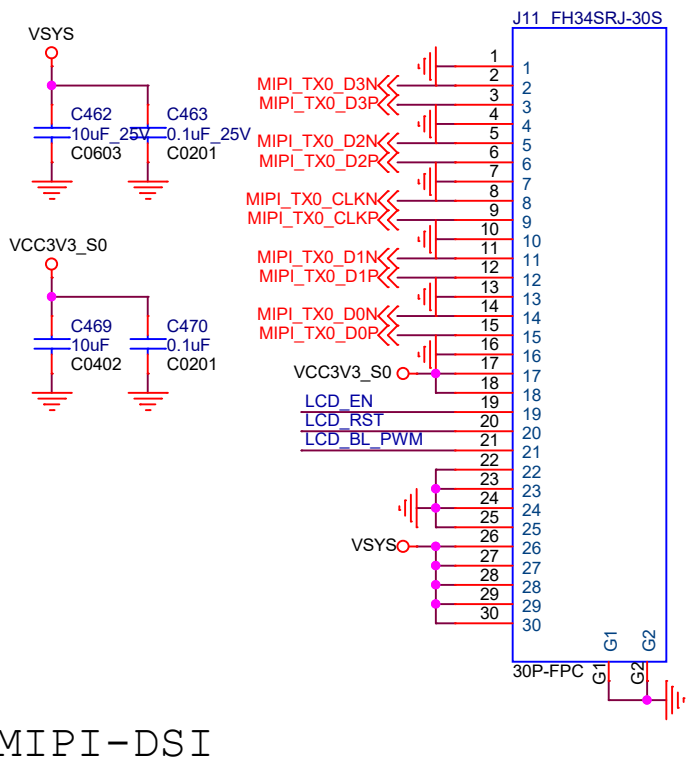 J11 FH34SRJ-30S
VSYS
C462
10uF_25V
C0603
C463
0.1uF_25V
C0201
VCC3V3_S0
C469
10uF
C0402
C470
0.1uF
C0201
1 1
MIPI_TX0_D3N 2 2
MIPI_TX0_D3P 3 3
4 4
MIPI_TX0_D2N 5 5
MIPI_TX0_D2P 6 6
7 7
MIPI_TX0_CLKN 8 8
MIPI_TX0_CLKP 9 9
10 10
MIPI_TX0_D1N 11 11
MIPI_TX0_D1P 12 12
13 13
MIPI_TX0_D0N 14 14
MIPI_TX0_D0P 15 15
16 16
VCC3V3_S0 17 17
18 18
LCD_EN 19 19
LCD_RST 20 20
LCD_BL_PWM 21 21
22 22
23 23
24 24
25 25
VSYS 26 26
27 27
28 28
29 29
30 30
G1 G2
30P-FPC G1 G2
MIPI-DSI